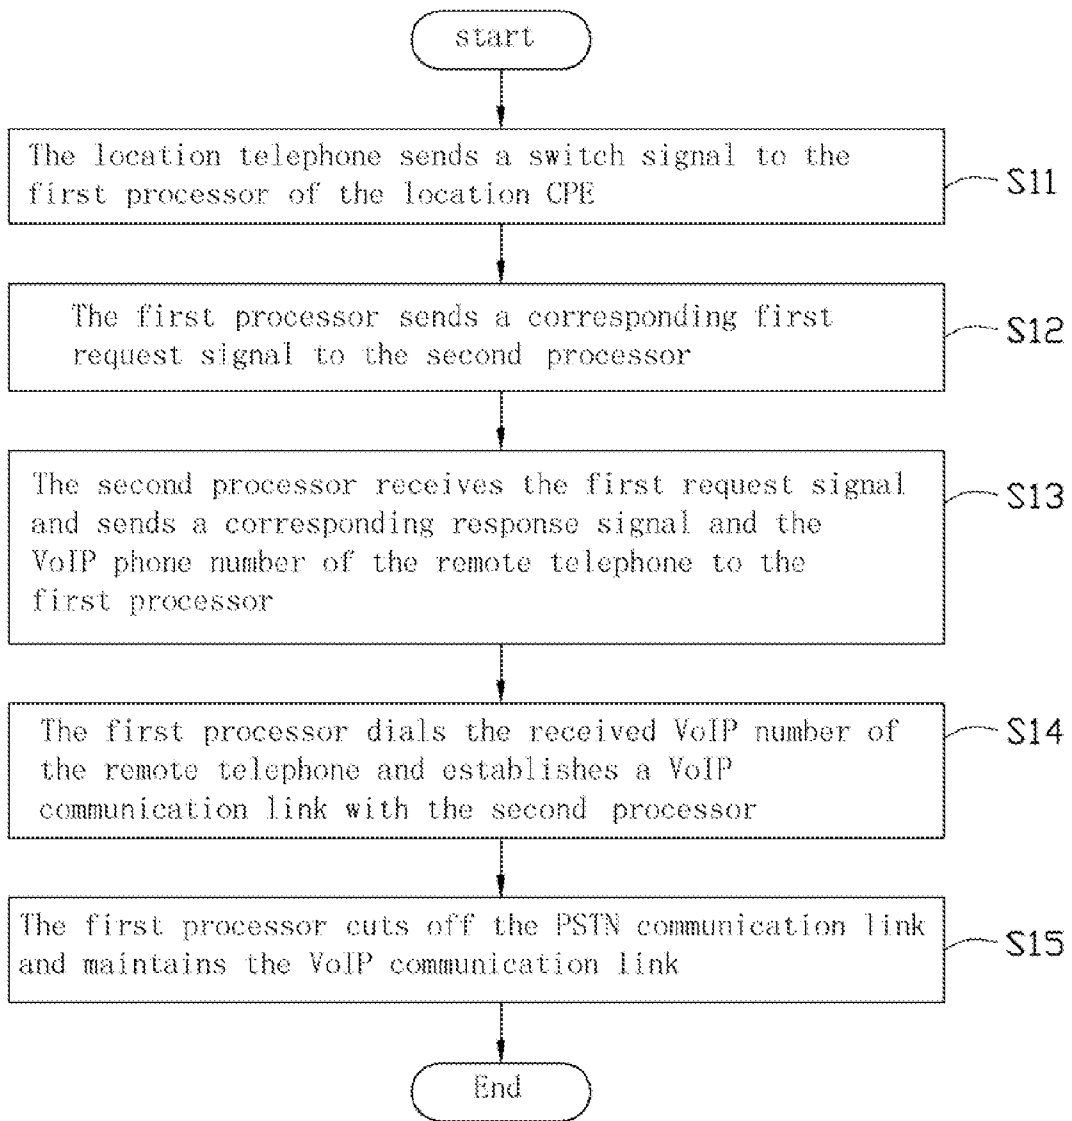 start
The location telephone sends a switch signal to the
first processor of the location CPE
S11
The first processor sends a corresponding first
request signal to the second processor
S12
The second processor receives the first request signal
and sends a corresponding response signal and the
VoIP phone number of the remote telephone to the
first processor
S13
The first processor dials the received VoIP number of
the remote telephone and establishes a VoIP
communication link with the second processor
S14
The first processor cuts off the PSTN communication link
and maintains the VoIP communication link
S15
End